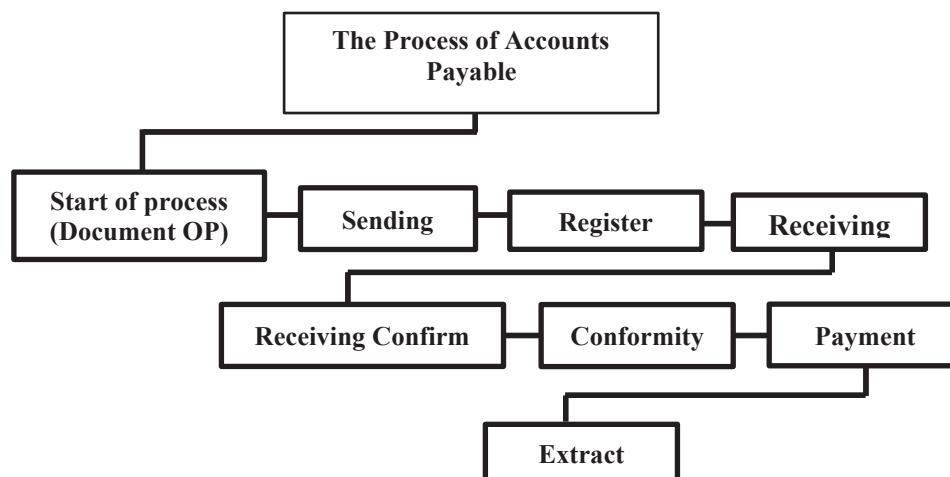 The Process of Accounts
Payable
Start of process
(Document OP)
Sending
Register
Receiving
Receiving Confirm
Conformity
Payment
Extract